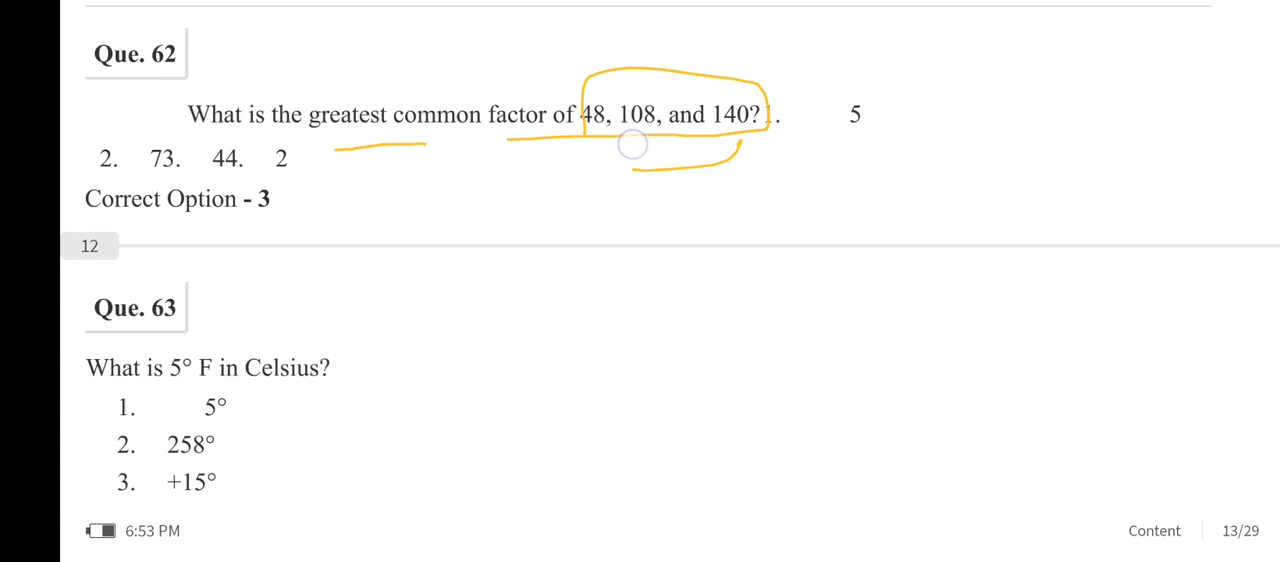 Que. 62
What is the greatest common factor of 48, 108, and 140?1. 5
2. 73. 44. 2
Correct Option - 3
12
Que. 63
What is 5° F in Celsius?
1. 5°
2. 258°
3. +15°
6:53 PM Content 13/29